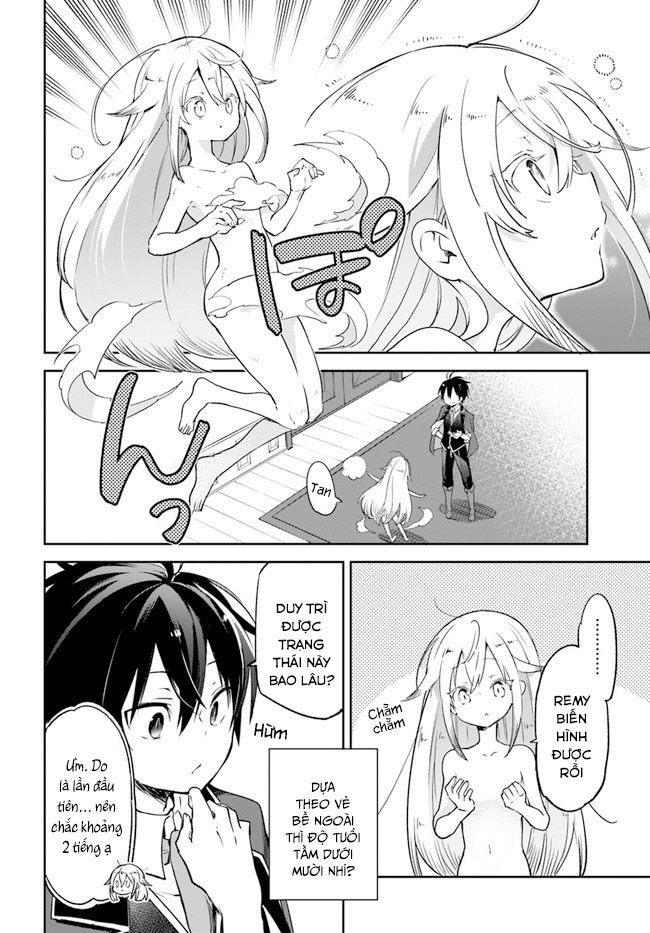 ぽ
んっ
Tan
.........
REMY
BIẾN
HÌNH
ĐƯỢC
RỒI
Chằm
chằm
DUY TRÌ
ĐƯỢC
TRẠNG
THÁI NÀY
BAO LÂU?
Hừm
Ừm. Do
là lần đầu
tiên... nên
chắc khoảng
2 tiếng ạ
DỰA
THEO VẺ
BỀ NGOÀI
THÌ ĐỘ TUỔI
TẦM DƯỚI
MƯỜI NHỈ?